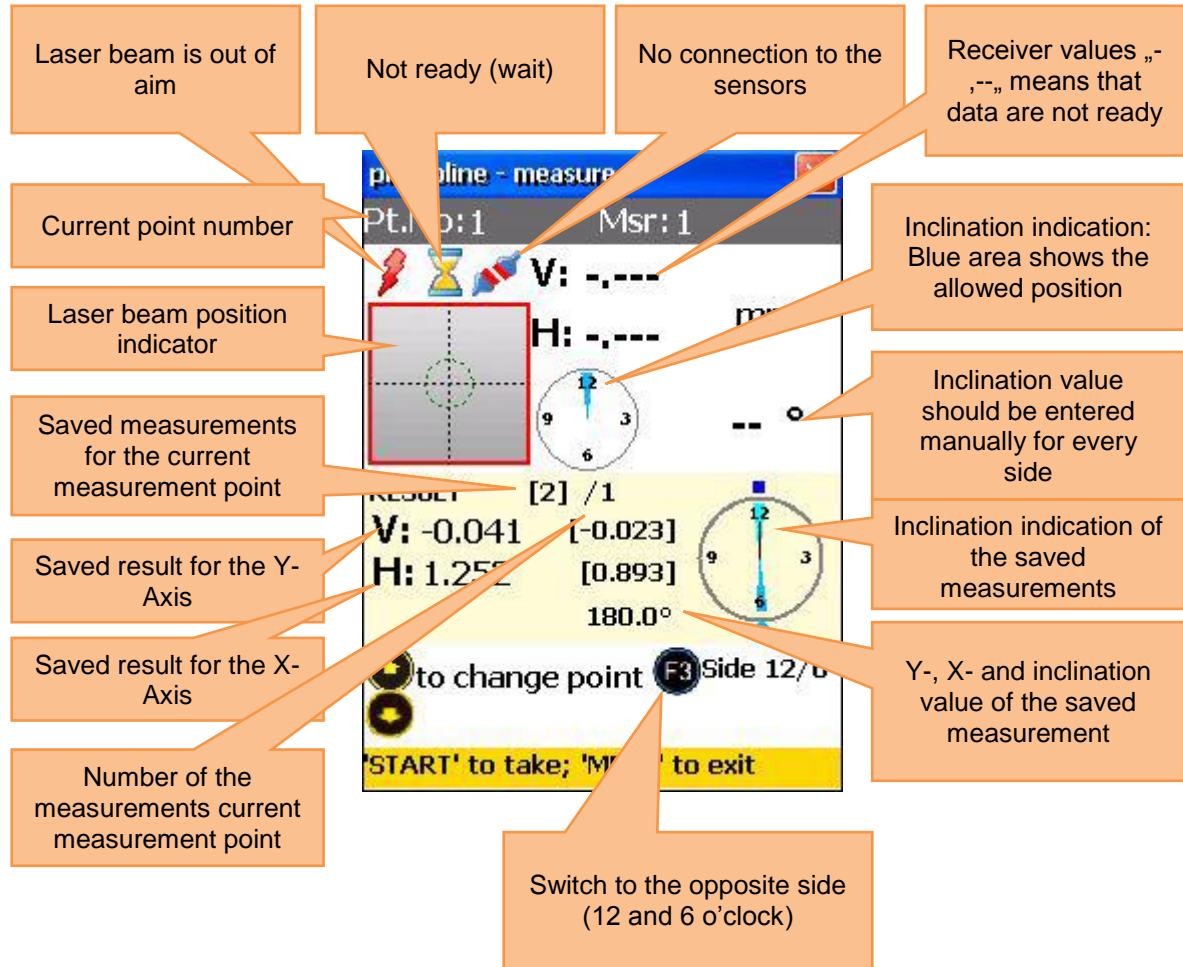 Laser beam is out of
aim
Not ready (wait)
No connection to the
sensors
Receiver values „-
,--„ means that
data are not ready
Current point number
Laser beam position
indicator
Saved measurements
for the current
measurement point
Saved result for the Y-
Axis
Saved result for the X-
Axis
Number of the
measurements current
measurement point
- measure
:1 Msr: 1
V: -.---
H: -.---
12
9 3
6
-- °
[2] /1
V: -0.041 [-0.023]
H: [0.893]
180.0°
12
9 3
6
to change point F3 Side
'START' to take; to exit
Inclination indication:
Blue area shows the
allowed position
Inclination value
should be entered
manually for every
side
Inclination indication of
the saved
measurements
Y-, X- and inclination
value of the saved
measurement
Switch to the opposite side
(12 and 6 o’clock)